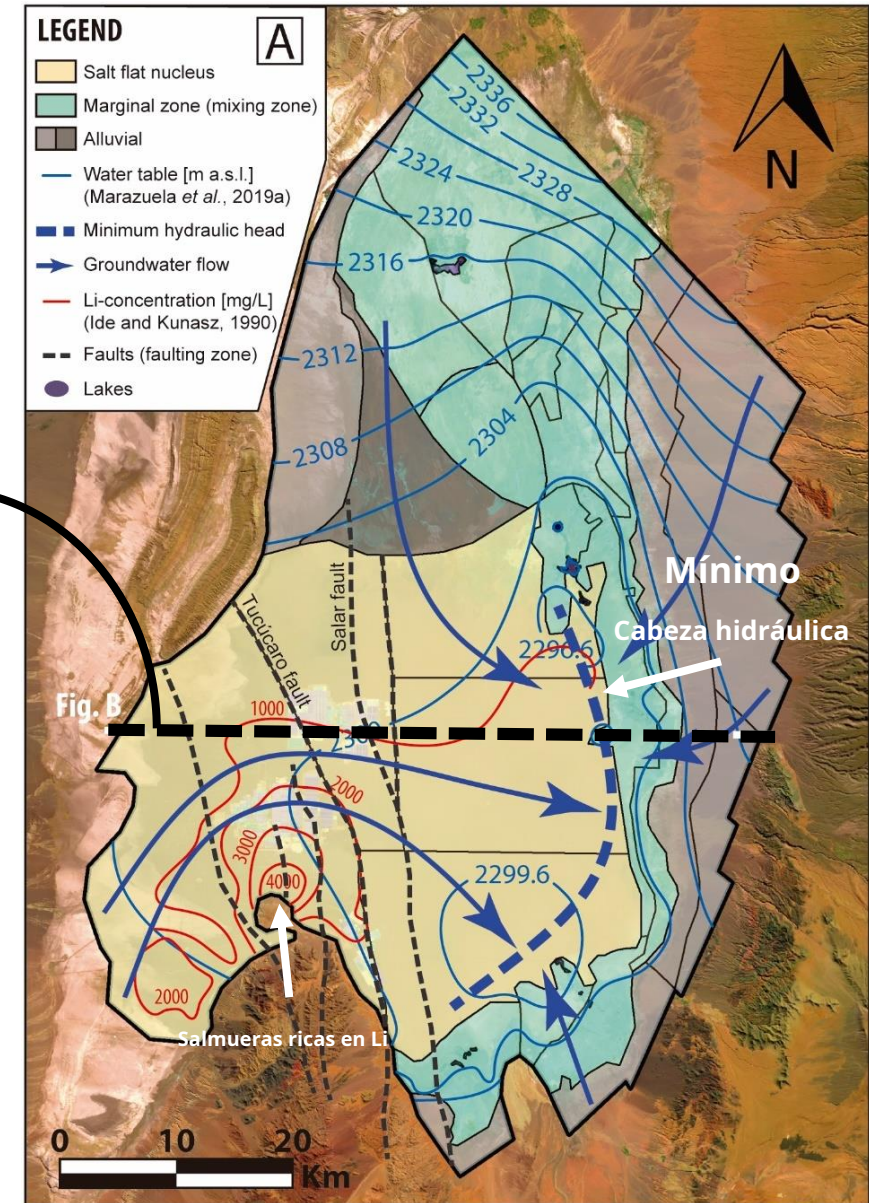 LEGEND
A
Salt flat nucleus
Marginal zone (mixing zone)
Alluvial
Water table [m a.s.l.]
(Marazuela et al., 2019a)
Minimum hydraulic head
Groundwater flow
Li-concentration [mg/L]
(Ide and Kunasz, 1990)
Faults (faulting zone)
Lakes
N
2336
2332
2328
2324
2320
2316
2312
2308
2304
Mínimo
Cabeza hidráulica
Salar fault
Tucúcaro fault
Fig. B
1000
2000
3000
4000
2299.6
2000
Salmueras ricas en Li
0 10 20
Km